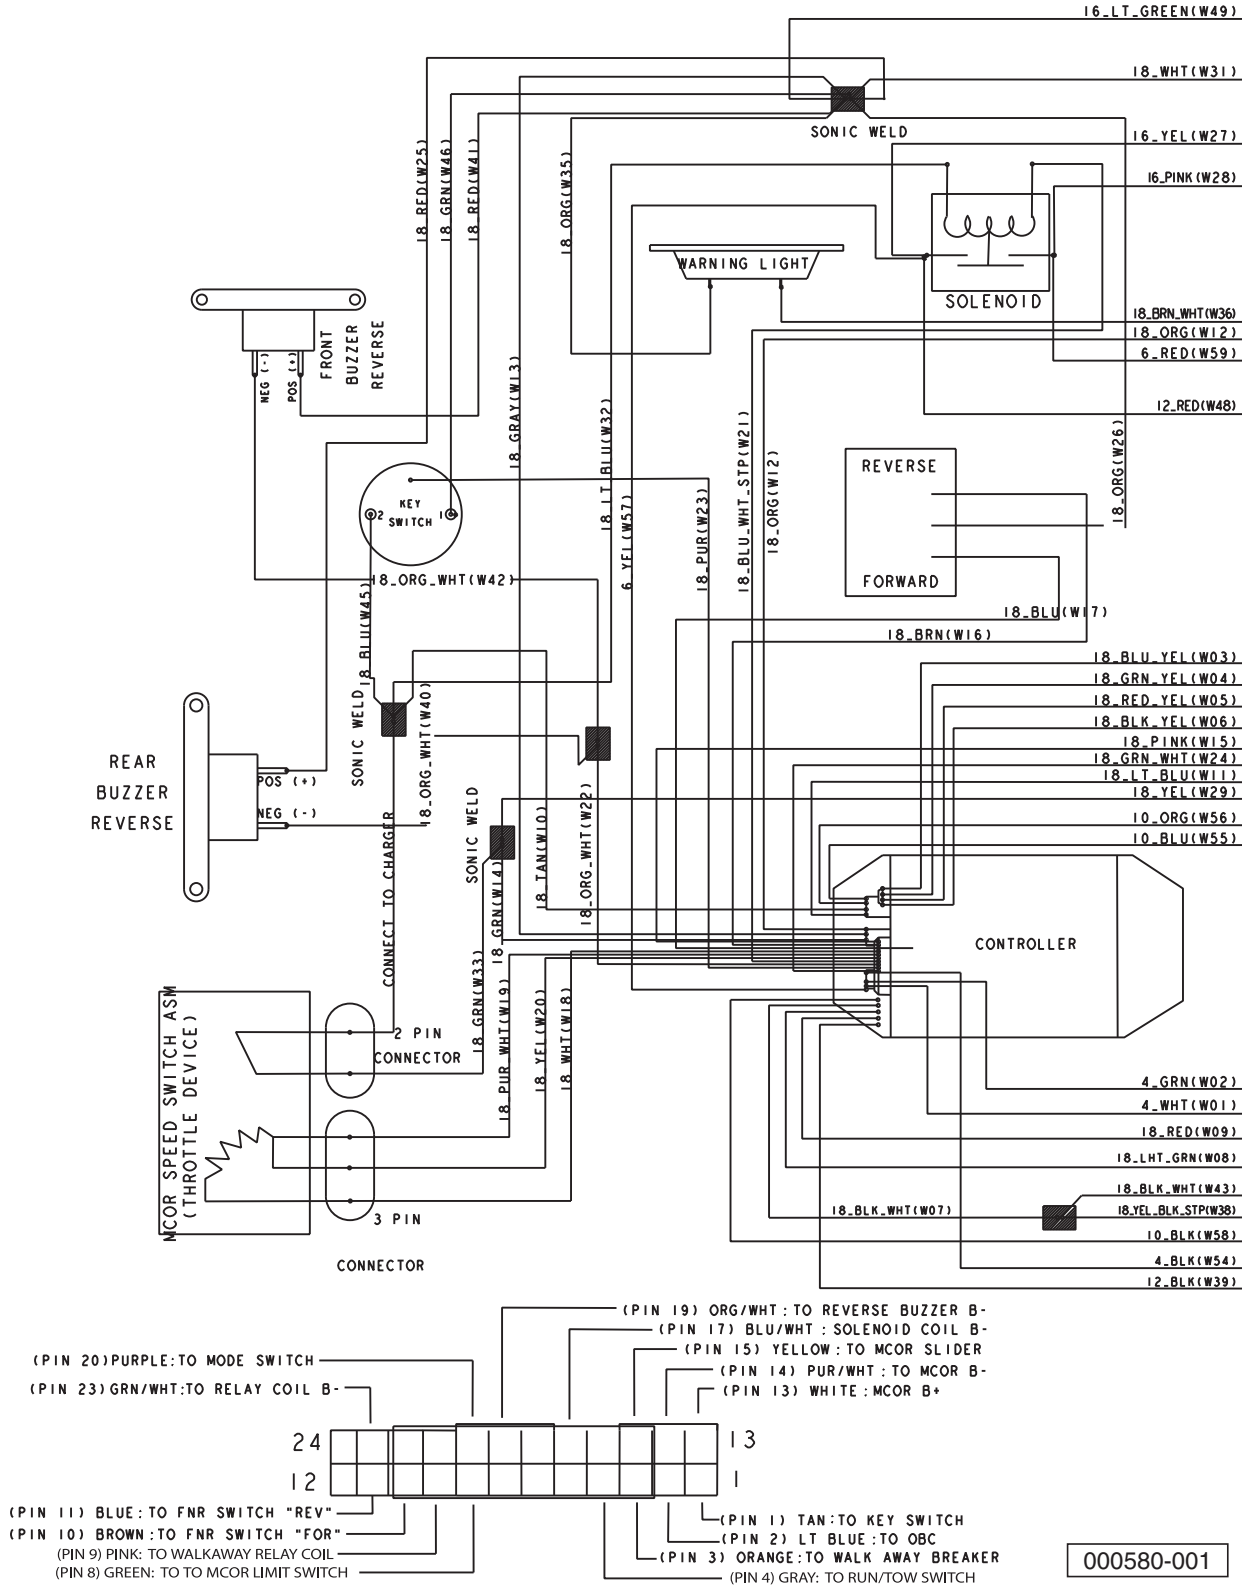 16_LT_GREEN(W49)
18_WHT(W31)
SONIC WELD
16_YEL(W27)
16_PINK(W28)
18_RED(W25)
18_GRN(W46)
18_RED(W41)
18_ORG(W35)
WARNING LIGHT
SOLENOID
18_BRN_WHT(W36)
18_ORG(W12)
6_RED(W59)
12_RED(W48)
FRONT
BUZZER
REVERSE
NEG (-)
POS (+)
18_GRAY(W13)
18_LT_BLU(W32)
6_YEL(W57)
18_PUR(W23)
18_BLU_WHT_STP(W21)
18_ORG(W12)
18_ORG(W26)
REVERSE
FORWARD
KEY
SWITCH
2
1
18_ORG_WHT(W42)
18_BLU(W45)
18_BLU(W17)
18_BRN(W16)
18_BLU_YEL(W03)
18_GRN_YEL(W04)
18_RED_YEL(W05)
18_BLK_YEL(W06)
18_PINK(W15)
18_GRN_WHT(W24)
18_LT_BLU(W11)
18_YEL(W29)
10_ORG(W56)
10_BLU(W55)
SONIC WELD
18_ORG_WHT(W40)
REAR
BUZZER
REVERSE
POS (+)
NEG (-)
CONNECT TO CHARGER
SONIC WELD
18_GRN(W14)
18_TAN(W10)
18_ORG_WHT(W22)
CONTROLLER
18_GRN(W33)
18_PUR_WHT(W19)
18_YEL(W20)
18_WHT(W18)
MCOR SPEED SWITCH ASM
(THROTTLE DEVICE)
2 PIN
CONNECTOR
3 PIN
CONNECTOR
4_GRN(W02)
4_WHT(W01)
18_RED(W09)
18_LHT_GRN(W08)
18_BLK_WHT(W43)
18_BLK_WHT(W07)
18_YEL_BLK_STP(W38)
10_BLK(W58)
4_BLK(W54)
12_BLK(W39)
(PIN 19) ORG/WHT: TO REVERSE BUZZER B-
(PIN 17) BLU/WHT : SOLENOID COIL B-
(PIN 15) YELLOW: TO MCOR SLIDER
(PIN 20)PURPLE:TO MODE SWITCH
(PIN 14) PUR/WHT : TO MCOR B-
(PIN 23)GRN/WHT:TO RELAY COIL B-
(PIN 13) WHITE :MCOR B+
24
13
12
1
(PIN 11) BLUE: TO FNR SWITCH "REV"
(PIN 1) TAN:TO KEY SWITCH
(PIN 10) BROWN:TO FNR SWITCH "FOR"
(PIN 2) LT BLUE:TO OBC
(PIN 9) PINK: TO WALKAWAY RELAY COIL
(PIN 3) ORANGE:TO WALK AWAY BREAKER
(PIN 8) GREEN: TO TO MCOR LIMIT SWITCH
(PIN 4) GRAY: TO RUN/TOW SWITCH
000580-001